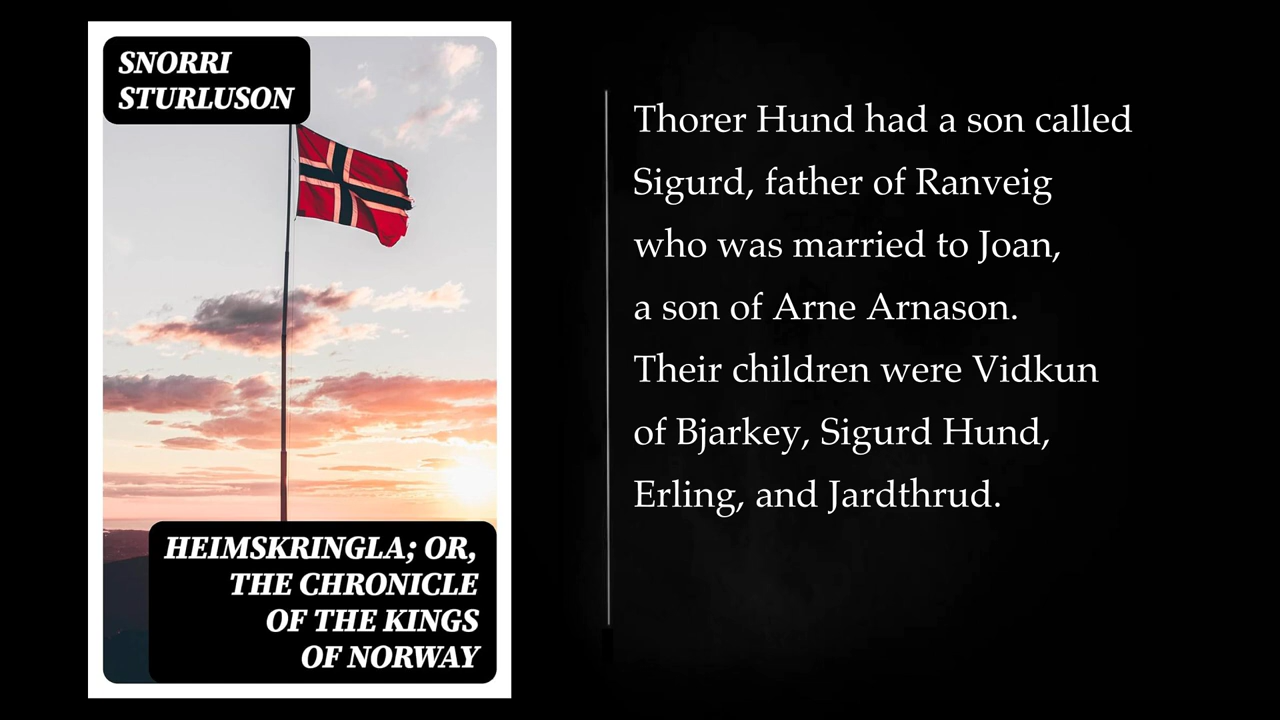 SNORRI
STURLUSON
HEIMSKRINGLA; OR,
THE CHRONICLE
OF THE KINGS
OF NORWAY
Thorer Hund had a son called
Sigurd, father of Ranveig
who was married to Joan,
a son of Arne Arnason.
Their children were Vidkun
of Bjarkey, Sigurd Hund,
Erling, and Jardthrud.